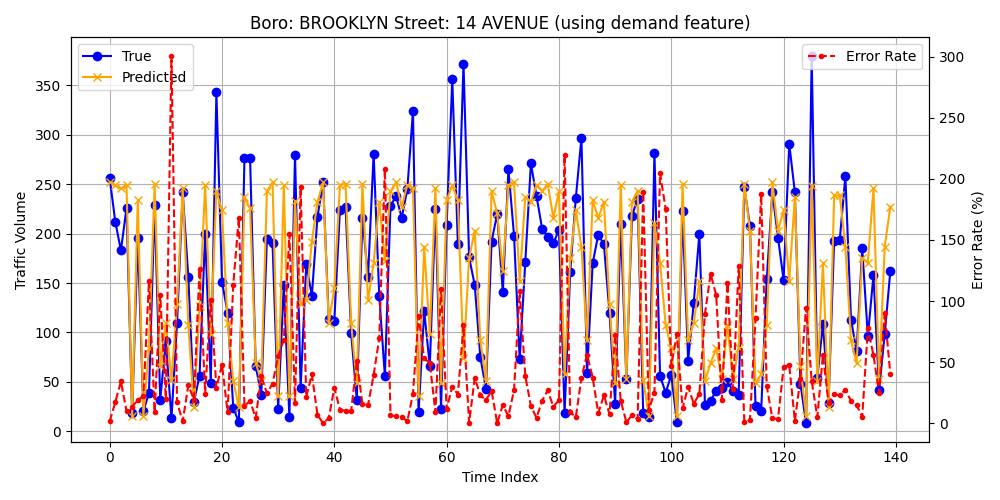 Boro: BROOKLYN Street: 14 AVENUE (using demand feature)
True
Predicted
Error Rate
Traffic Volume
350
300
250
200
150
100
50
0
Error Rate (%)
300
250
200
150
100
50
0
0 20 40 60 80 100 120 140
Time Index